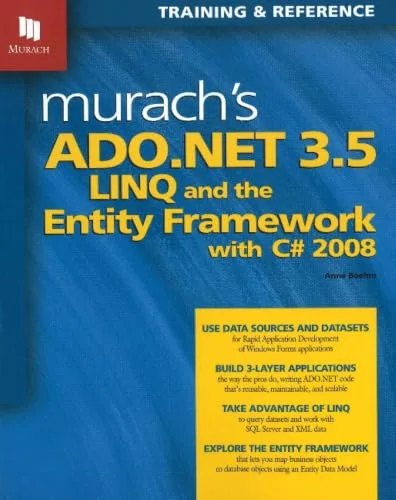 TRAINING & REFERENCE
MURACH
murach's
ADO.NET 3.5
LINQ and the
Entity Framework
with C# 2008
Anne Boehm
USE DATA SOURCES AND DATASETS
for Rapid Application Development
of Windows Forms applications
BUILD 3-LAYER APPLICATIONS
the way the pros do, writing ADO.NET code
that's reusable, maintainable, and scalable
TAKE ADVANTAGE OF LINQ
to query datasets and work with
SQL Server and XML data
EXPLORE THE ENTITY FRAMEWORK
that lets you map business objects
to database objects using an Entity Data Model